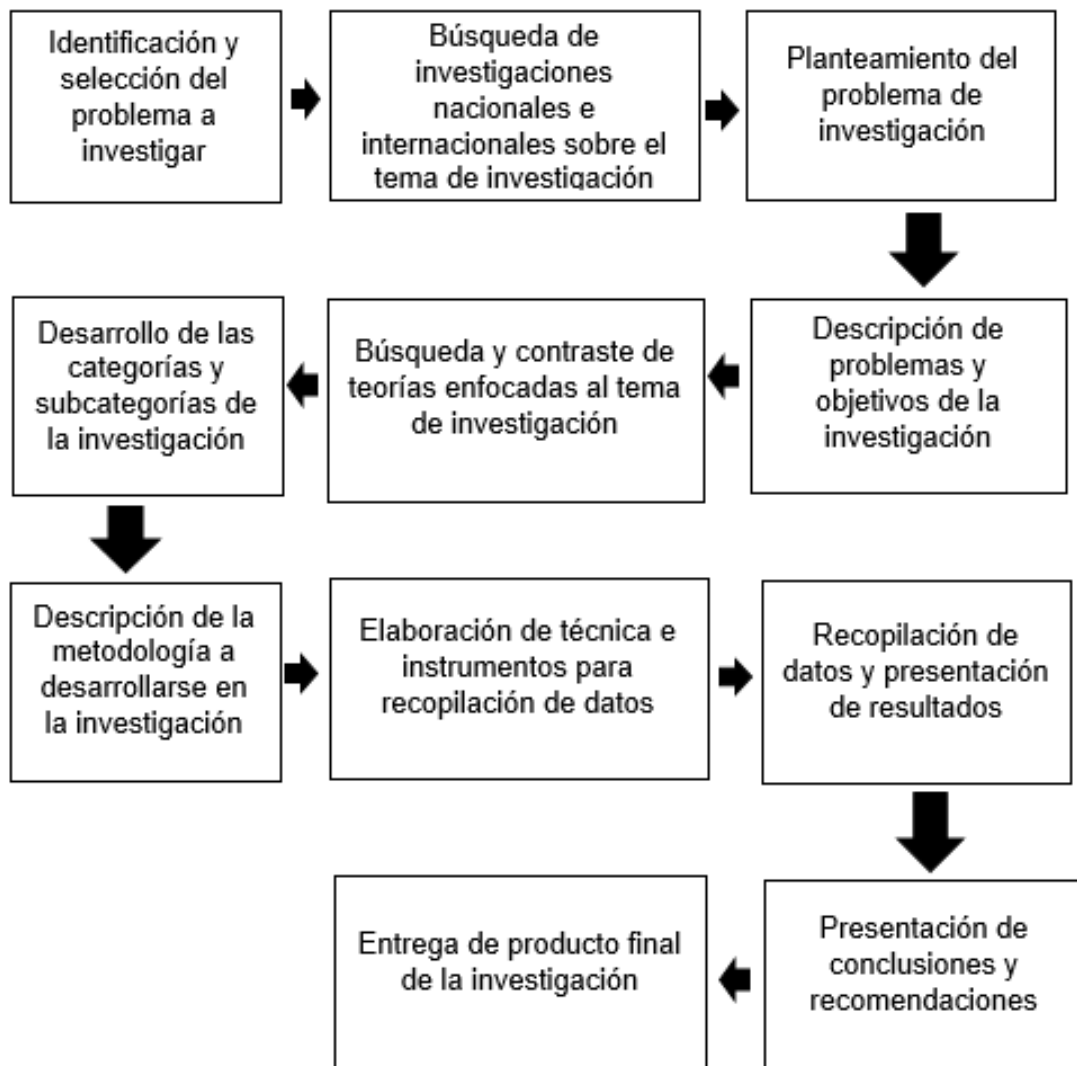 Identificación y
selección del
problema a
investigar
Búsqueda de
investigaciones
nacionales e
internacionales sobre el
tema de investigación
Planteamiento del
problema de
investigación
Descripción de
problemas y
objetivos de la
investigación
Búsqueda y contraste de
teorías enfocadas al tema
de investigación
Desarrollo de las
categorías y
subcategorías de
la investigación
Descripción de la
metodología a
desarrollarse en
la investigación
Elaboración de técnica e
instrumentos para
recopilación de datos
Recopilación de
datos y presentación
de resultados
Presentación de
conclusiones y
recomendaciones
Entrega de producto final
de la investigación